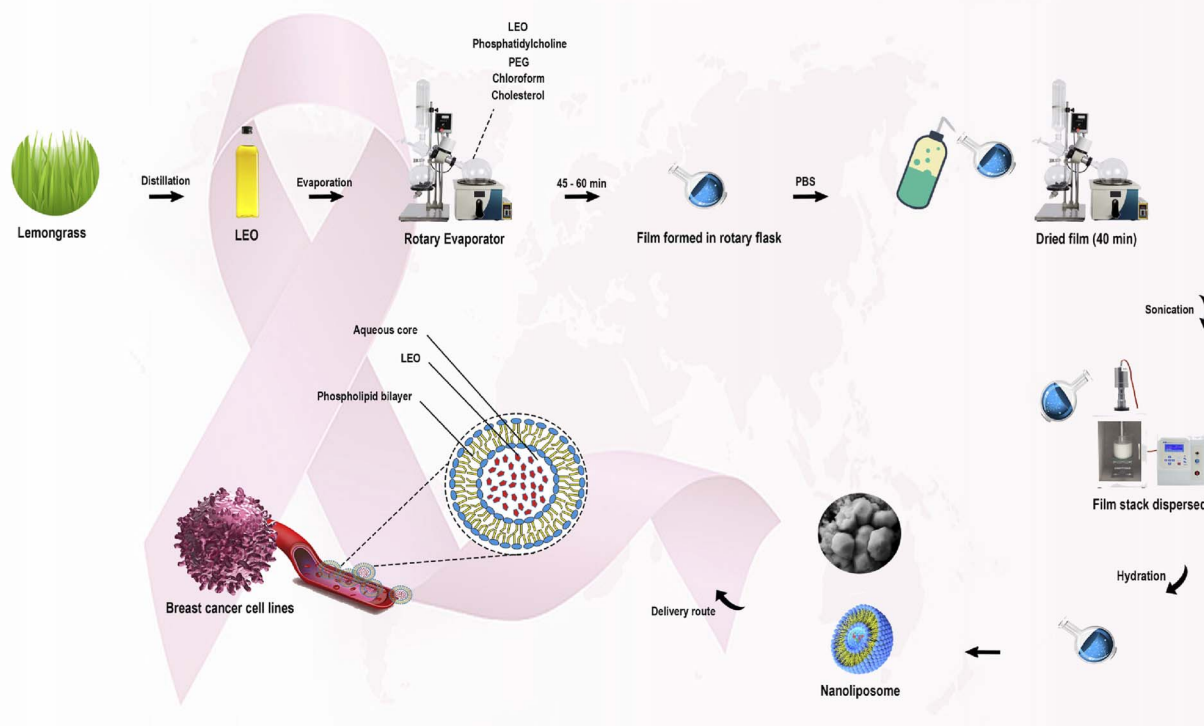 LEO
Phosphatidylcholine
PEG
Chloroform
Cholesterol
Distillation
Evaporation
45 - 60 min
PBS
Lemongrass
LEO
Rotary Evaporator
Film formed in rotary flask
Dried film (40 min)
Sonication
Aqueous core
LEO
Phospholipid bilayer
Film stack dispersed
Hydration
Breast cancer cell lines
Delivery route
Nanoliposome